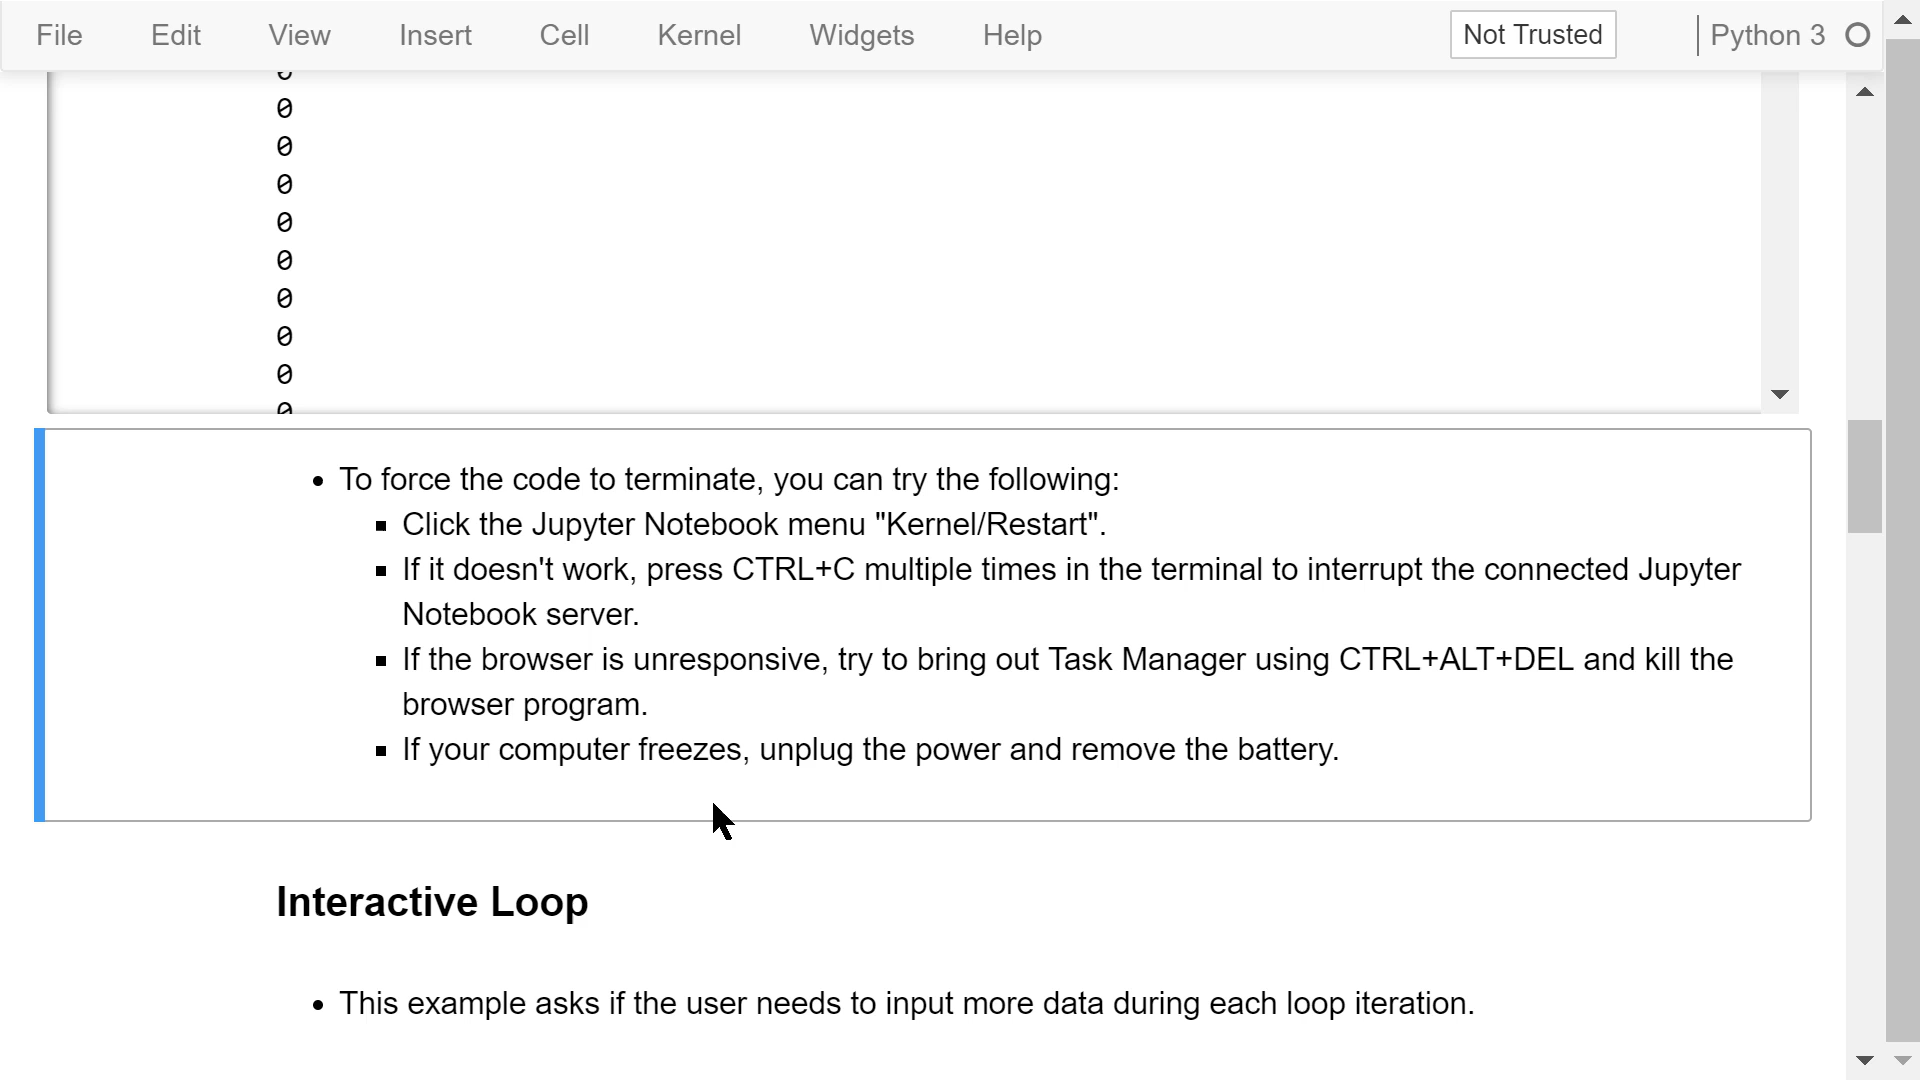 File Edit View Insert Cell Kernel Widgets Help Not Trusted Python 3
0
0
0
0
0
0
0
0
0
0
• To force the code to terminate, you can try the following:
▪ Click the Jupyter Notebook menu "Kernel/Restart".
▪ If it doesn't work, press CTRL+C multiple times in the terminal to interrupt the connected Jupyter
Notebook server.
▪ If the browser is unresponsive, try to bring out Task Manager using CTRL+ALT+DEL and kill the
browser program.
▪ If your computer freezes, unplug the power and remove the battery.
Interactive Loop
• This example asks if the user needs to input more data during each loop iteration.